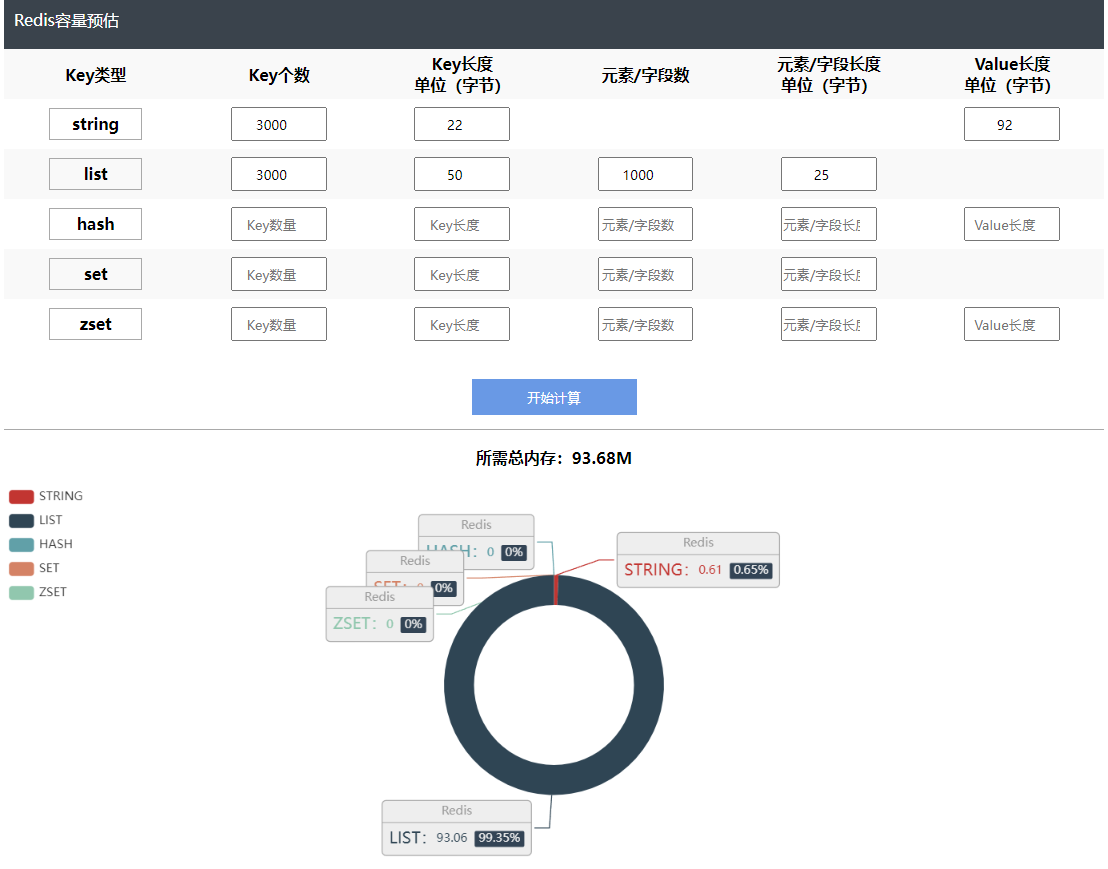 Redis容量预估
Key类型 Key个数 Key长度 单位（字节） 元素/字段数 元素/字段长度 单位（字节） Value长度 单位（字节）
string 3000 22 92
list 3000 50 1000 25
hash Key数量 Key长度 元素/字段数 元素/字段长 Value长度
set Key数量 Key长度 元素/字段数 元素/字段长
zset Key数量 Key长度 元素/字段数 元素/字段长 Value长度
开始计算
所需总内存：93.68M
STRING
LIST
HASH
SET
ZSET
Redis
HASH： 0 0%
Redis
STRING： 0.61 0.65%
Redis
SET： 0 0%
Redis
ZSET： 0 0%
Redis
LIST： 93.06 99.35%